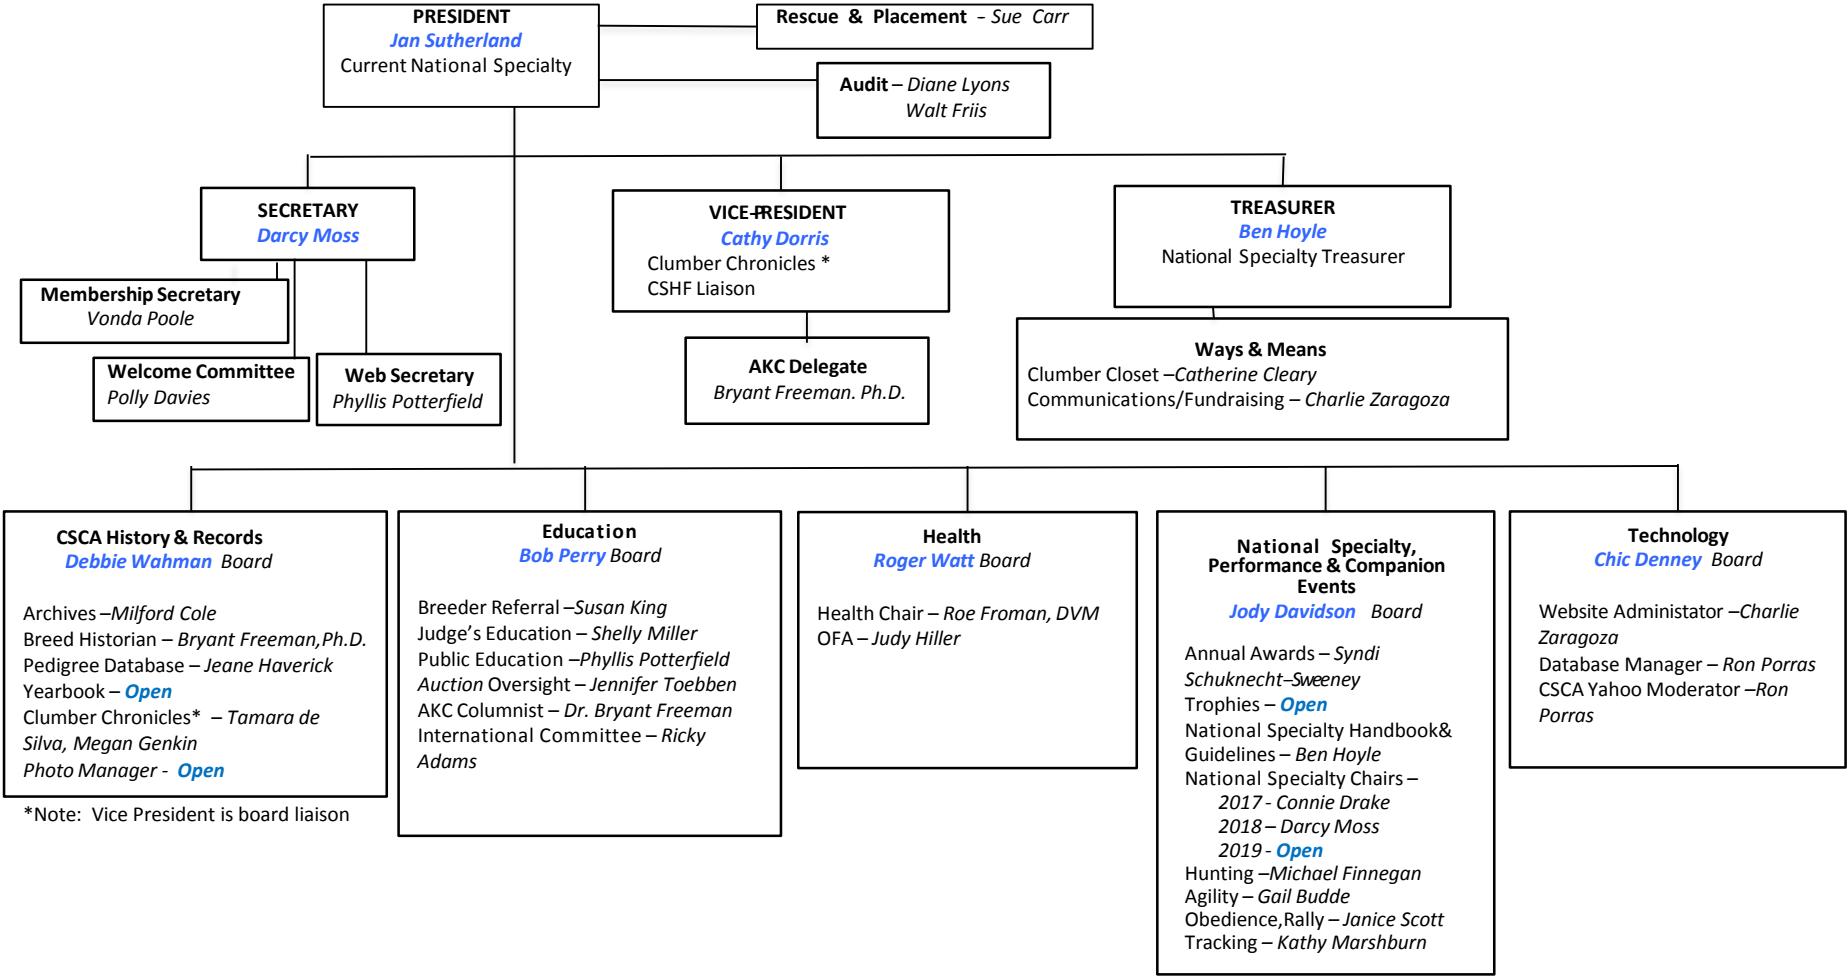 PRESIDENT
Jan Sutherland
Current National Specialty
Rescue & Placement - Sue Carr
Audit – Diane Lyons
Walt Friis
SECRETARY
Darcy Moss
VICE-PRESIDENT
Cathy Dorris
Clumber Chronicles *
CSHF Liaison
TREASURER
Ben Hoyle
National Specialty Treasurer
Membership Secretary
Vonda Poole
Welcome Committee
Polly Davies
Web Secretary
Phyllis Potterfield
AKC Delegate
Bryant Freeman. Ph.D.
Ways & Means
Clumber Closet –Catherine Cleary
Communications/Fundraising – Charlie Zaragoza
CSCA History & Records
Debbie Wahman Board
Archives –Milford Cole
Breed Historian – Bryant Freeman,Ph.D.
Pedigree Database – Jeane Haverick
Yearbook – Open
Clumber Chronicles* – Tamara de
Silva, Megan Genkin
Photo Manager - Open
*Note: Vice President is board liaison
Education
Bob Perry Board
Breeder Referral –Susan King
Judge's Education – Shelly Miller
Public Education –Phyllis Potterfield
Auction Oversight – Jennifer Toebben
AKC Columnist – Dr. Bryant Freeman
International Committee – Ricky
Adams
Health
Roger Watt Board
Health Chair – Roe Froman, DVM
OFA – Judy Hiller
National Specialty,
Performance & Companion
Events
Jody Davidson Board
Annual Awards – Syndi
Schuknecht–Sweeney
Trophies – Open
National Specialty Handbook&
Guidelines – Ben Hoyle
National Specialty Chairs –
2017 - Connie Drake
2018 – Darcy Moss
2019 - Open
Hunting –Michael Finnegan
Agility – Gail Budde
Obedience,Rally – Janice Scott
Tracking – Kathy Marshburn
Technology
Chic Denney Board
Website Administator –Charlie
Zaragoza
Database Manager – Ron Porras
CSCA Yahoo Moderator –Ron
Porras